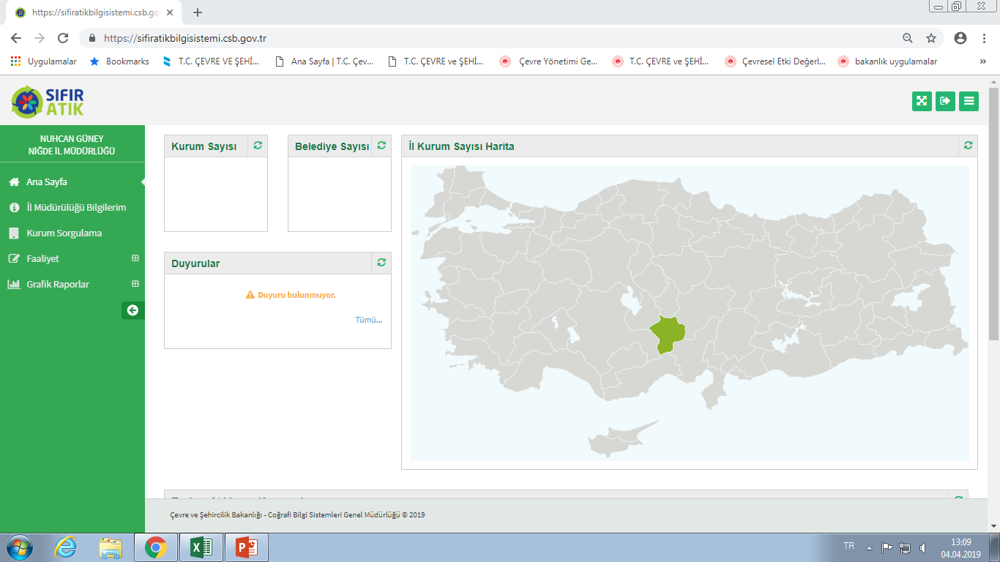 https://sifiratikbilgisistemi.csb.go
https://sifiratikbilgisistemi.csb.gov.tr
Uygulamalar
Bookmarks
T.C. ÇEVRE VE ŞEHİ...
Ana Sayfa | T.C. Çev...
T.C. ÇEVRE ve ŞEHİ...
Çevre Yönetimi Ge...
T.C. ÇEVRE ve ŞEHİ...
Çevresel Etki Değerl...
bakanlık uygulamalar
SIFIR
ATIK
NUHCAN GÜNEY
NİĞDE İL MÜDÜRLÜĞÜ
Ana Sayfa
İl Müdürülüğü Bilgilerim
Kurum Sorgulama
Faaliyet
Grafik Raporlar
Kurum Sayısı
Belediye Sayısı
İl Kurum Sayısı Harita
Duyurular
Duyuru bulunmuyor.
Tümü...
Çevre ve Şehircilik Bakanlığı - Coğrafi Bilgi Sistemleri Genel Müdürlüğü © 2019
TR
13:09
04.04.2019